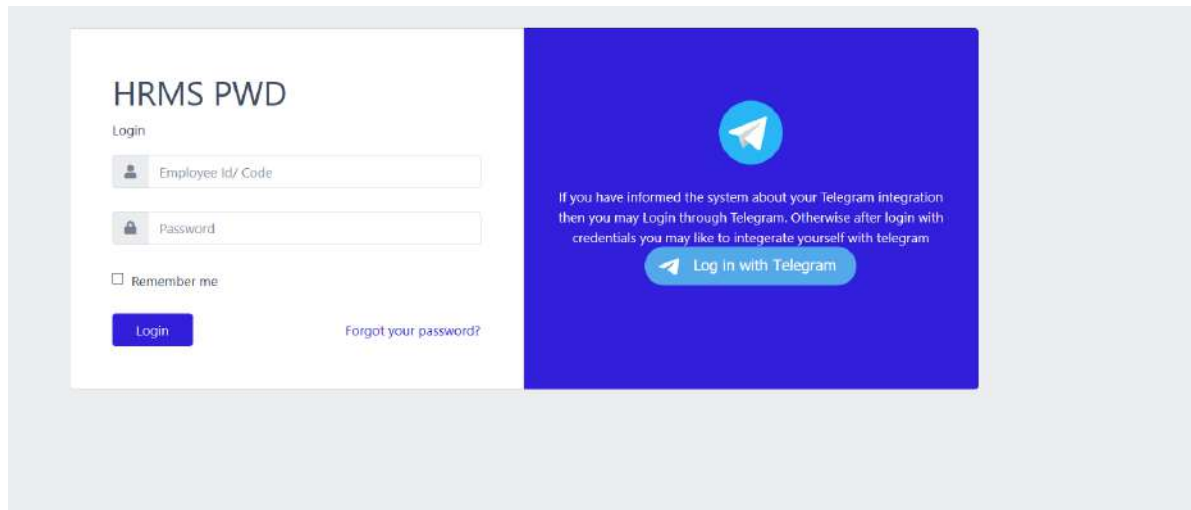 HRMS PWD
Login
Employee Id/ Code
Password
Remember me
Login
Forgot your password?
If you have informed the system about your Telegram integration
then you may Login through Telegram. Otherwise after login with
credentials you may like to integerate yourself with telegram
Log in with Telegram